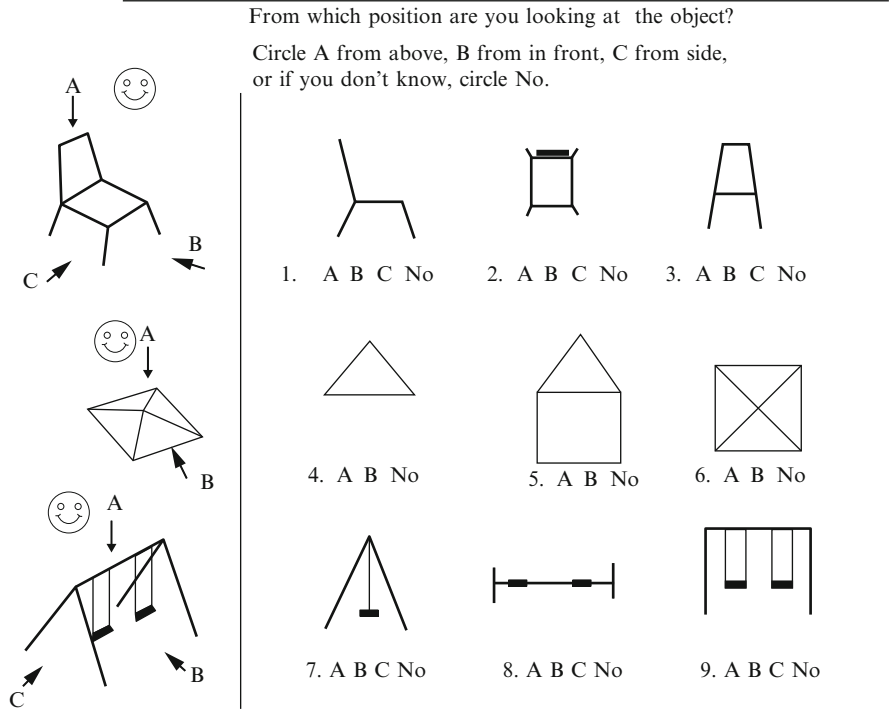 From which position are you looking at the object?
Circle A from above, B from in front, C from side,
or if you don't know, circle No.
A
B
C
1. A B C No
2. A B C No
3. A B C No
A
B
4. A B No
5. A B No
6. A B No
A
B
C
7. A B C No
8. A B C No
9. A B C No